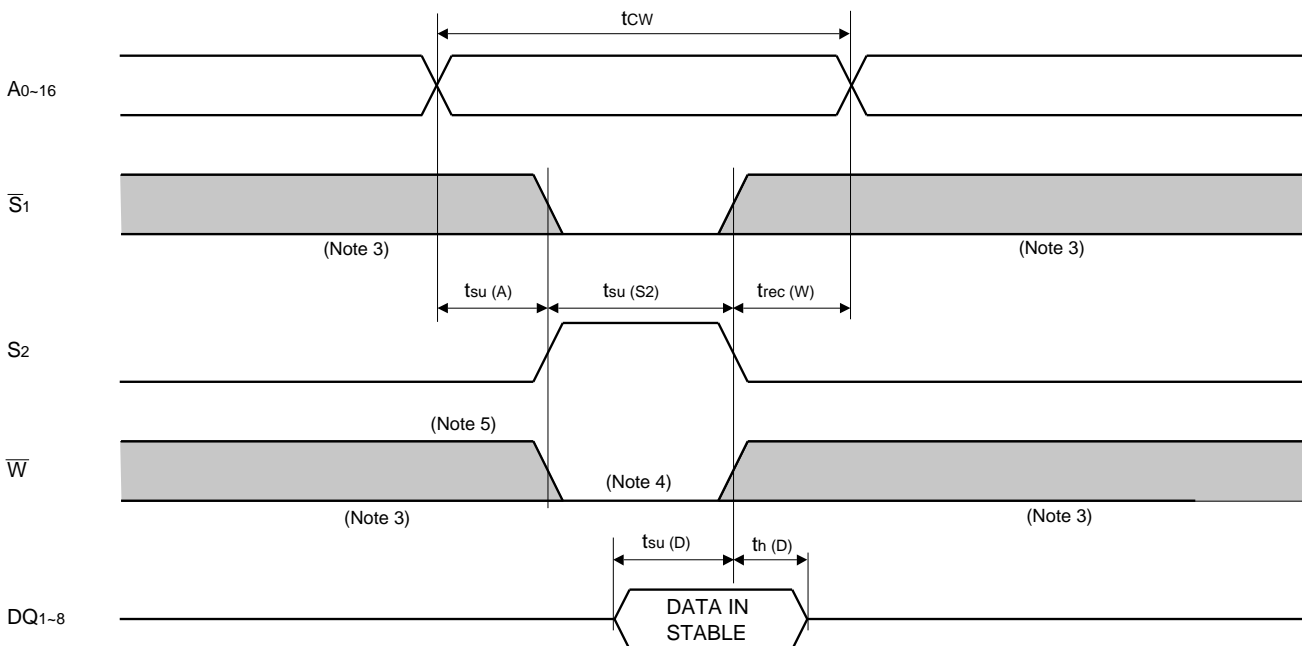 tCW
A0~16
S1
(Note 3) (Note 3)
tsu (A) tsu (S2) trec (W)
S2
(Note 5)
W
(Note 4)
(Note 3) (Note 3)
tsu (D) th (D)
DQ1~8
DATA IN
STABLE